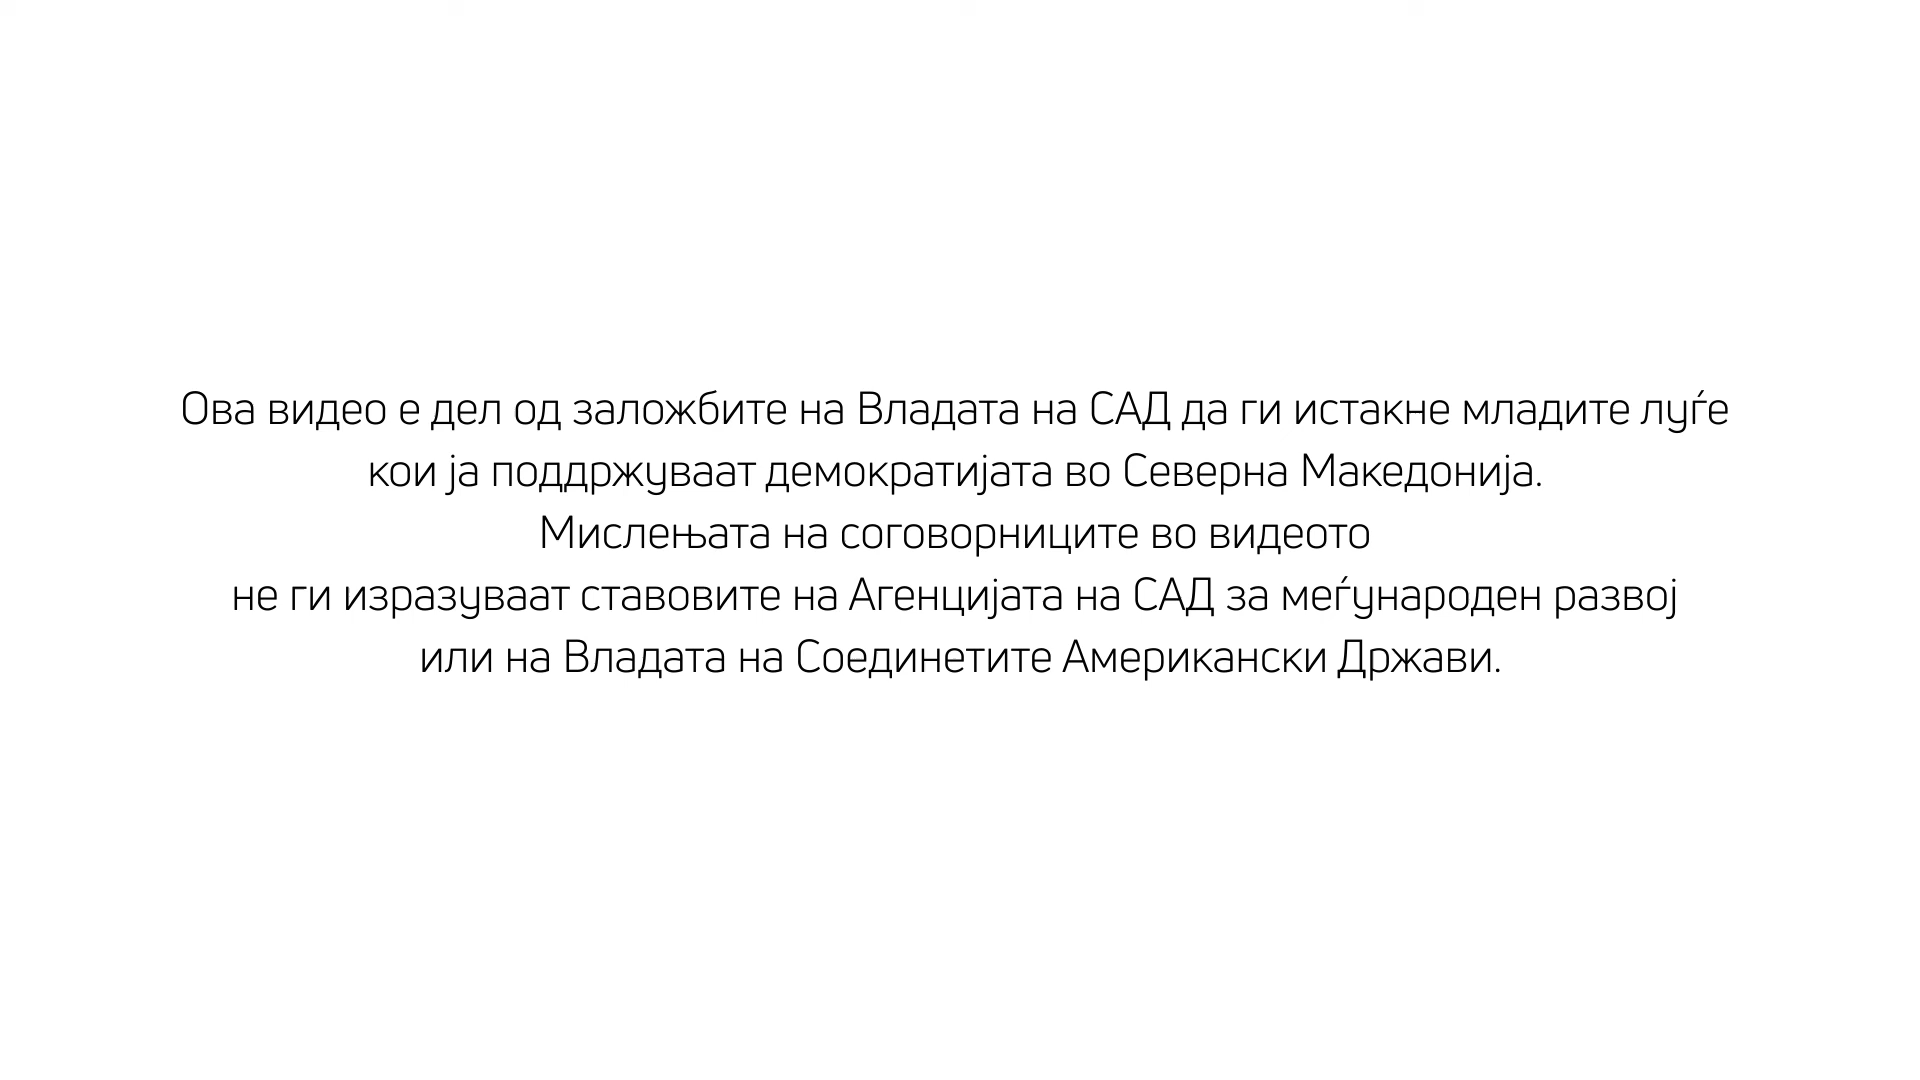 Ова видео е дел од заложбите на Владата на САД да ги истакне младите луѓе
кои ја поддржуваат демократијата во Северна Македонија.
Мислењата на соговорниците во видеото
не ги изразуваат ставовите на Агенцијата на САД за меѓународен развој
или на Владата на Соединетите Американски Држави.